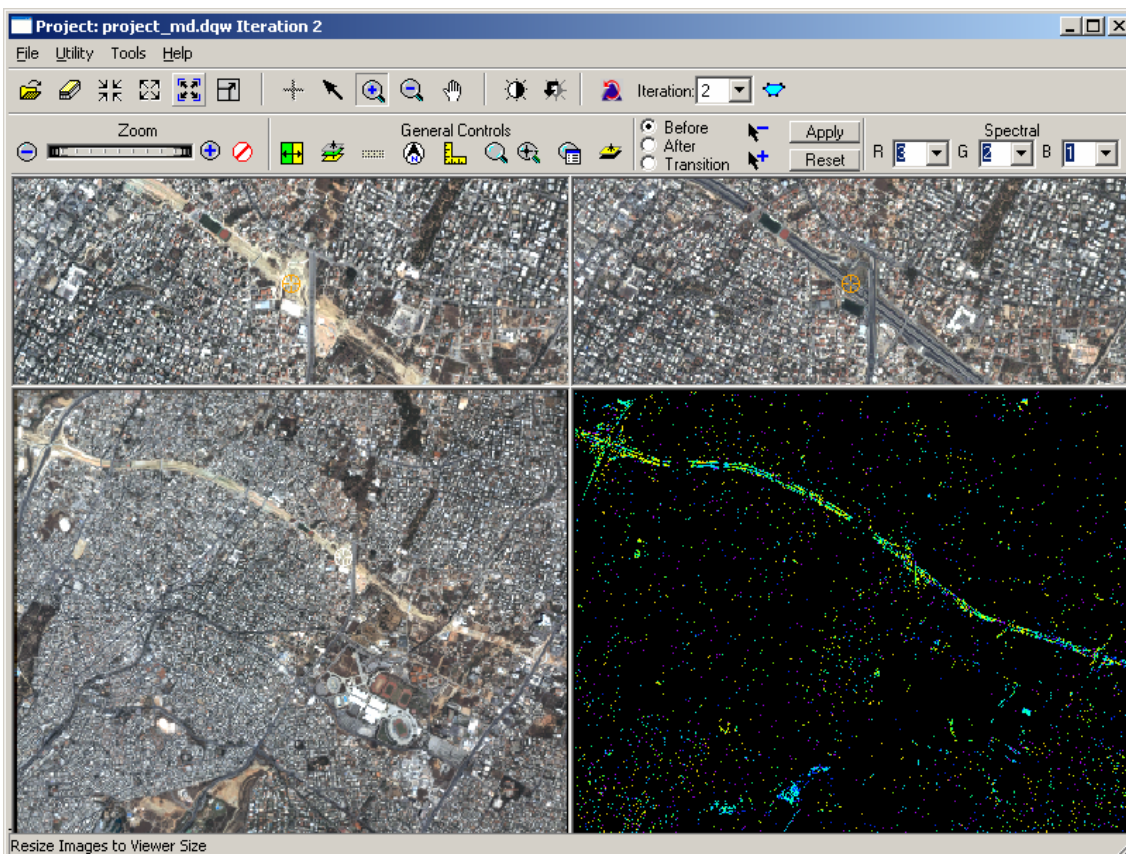 Project: project_md.dqw Iteration 2
File Utility Tools Help
Iteration: 2
Zoom
General Controls
Before
After
Transition
Apply
Reset
Spectral
R 3 G 2 B 1
Resize Images to Viewer Size